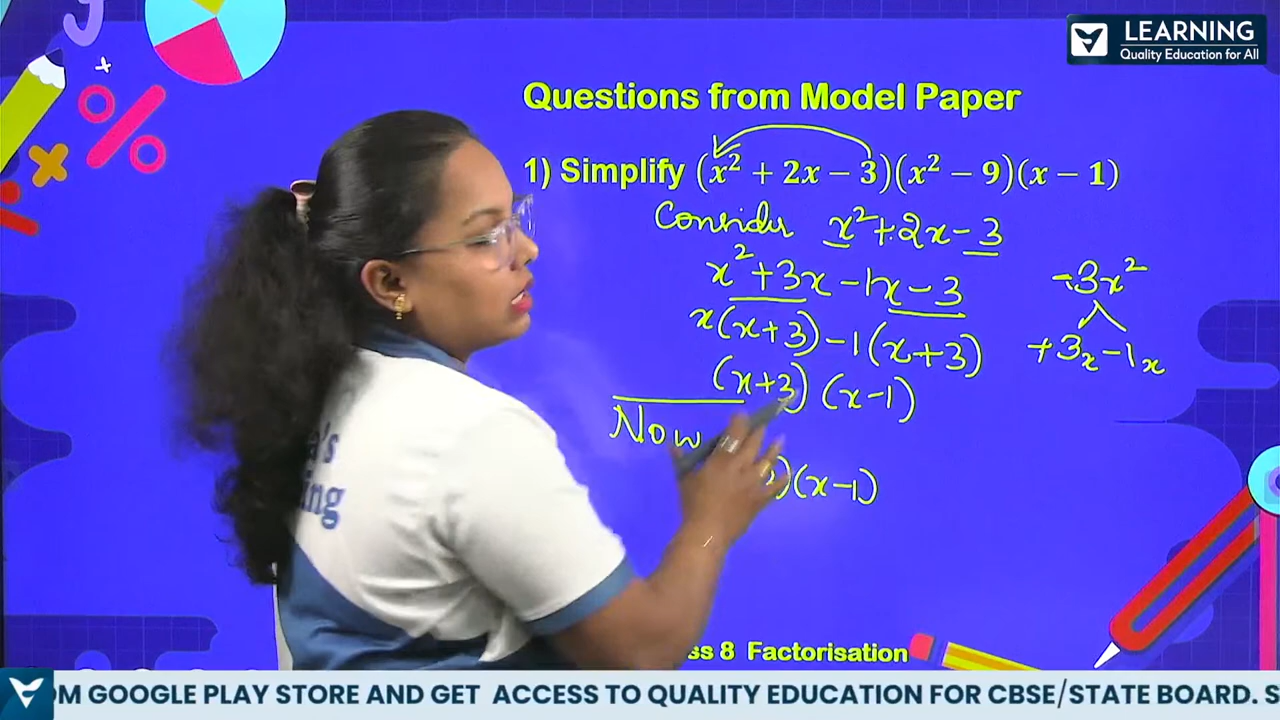 LEARNING
Quality Education for All
Questions from Model Paper
1) Simplify (x² + 2x − 3)(x² − 9)(x − 1)
Consider x² + 2x − 3
x² + 3x − 1x − 3
−3x²
x(x+3) − 1(x+3)
+3x − 1x
(x+3) (x−1)
Now
)(x−1)
ing
8 Factorisation
GOOGLE PLAY STORE AND GET ACCESS TO QUALITY EDUCATION FOR CBSE/STATE BOARD. S